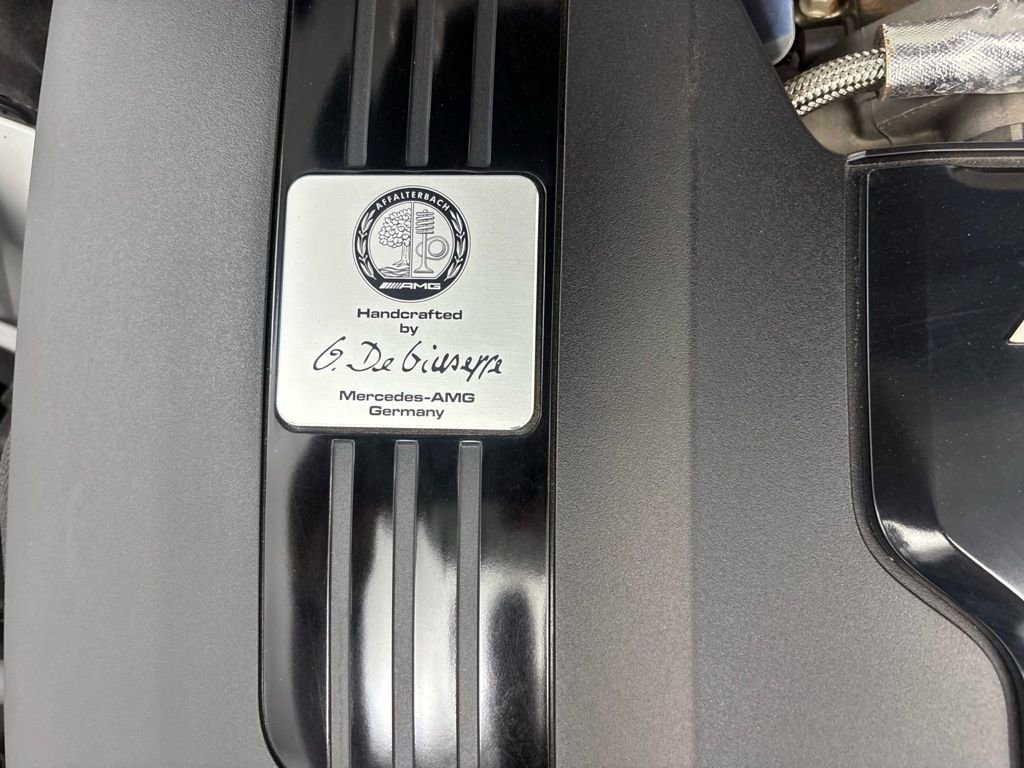 AFFALTERBACH
AMG
Handcrafted
by
G. De Giuseppe
Mercedes-AMG
Germany